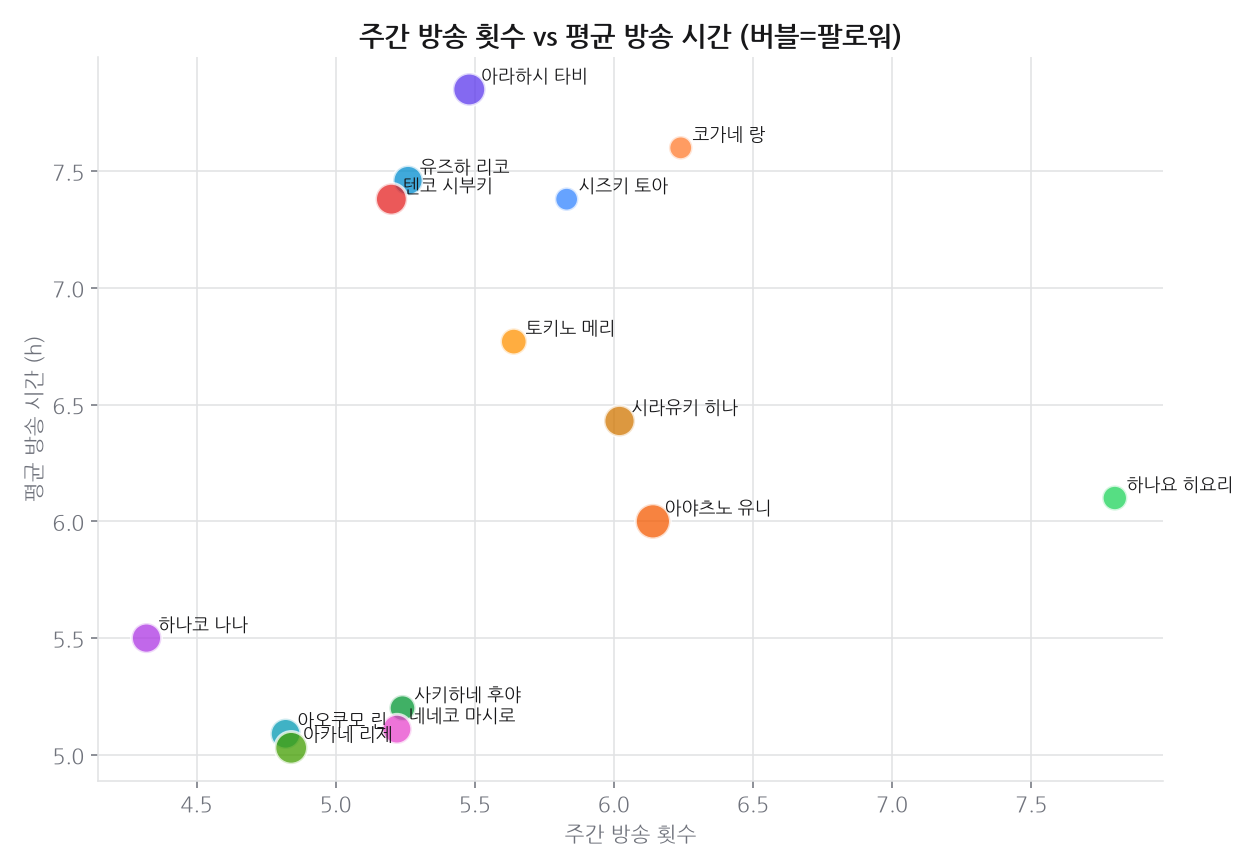 주간 방송 횟수 vs 평균 방송 시간 (버블=팔로워)
아라하시 타비
코가네 랑
유즈하 리코
텐코 시부키
시즈키 토아
토키노 메리
시라유키 히나
하나요 히요리
아야츠노 유니
하나코 나나
사키하네 후야
네네코 마시로
아오쿠모 린
아카네 리제
평균 방송 시간 (h)
7.5
7.0
6.5
6.0
5.5
5.0
4.5 5.0 5.5 6.0 6.5 7.0 7.5
주간 방송 횟수